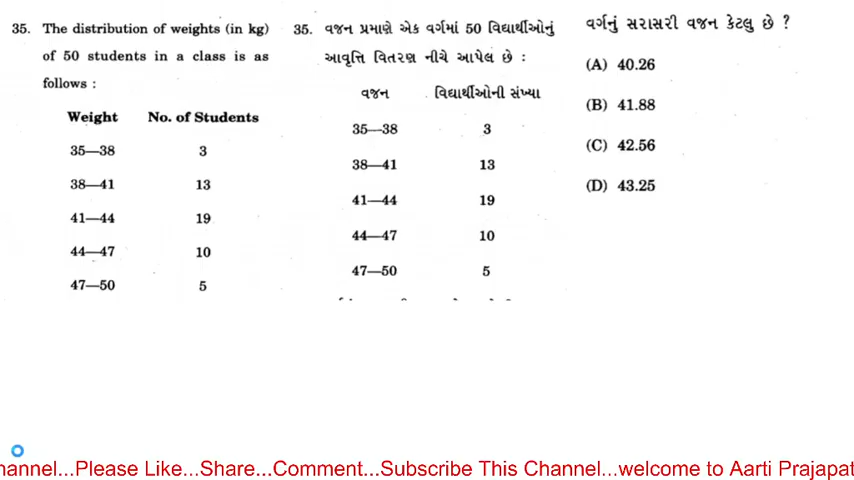 35. The distribution of weights (in kg)
of 50 students in a class is as
follows :
Weight No. of Students
35—38 3
38—41 13
41—44 19
44—47 10
47—50 5
35. વજન પ્રમાણે એક વર્ગમાં 50 વિદ્યાર્થીઓનું
આવૃત્તિ વિતરણ નીચે આપેલ છે :
વજન વિદ્યાર્થીઓની સંખ્યા
35—38 3
38—41 13
41—44 19
44—47 10
47—50 5
વર્ગનું સરાસરી વજન કેટલુ છે ?
(A) 40.26
(B) 41.88
(C) 42.56
(D) 43.25
hannel...Please Like...Share...Comment...Subscribe This Channel...welcome to Aarti Prajapat